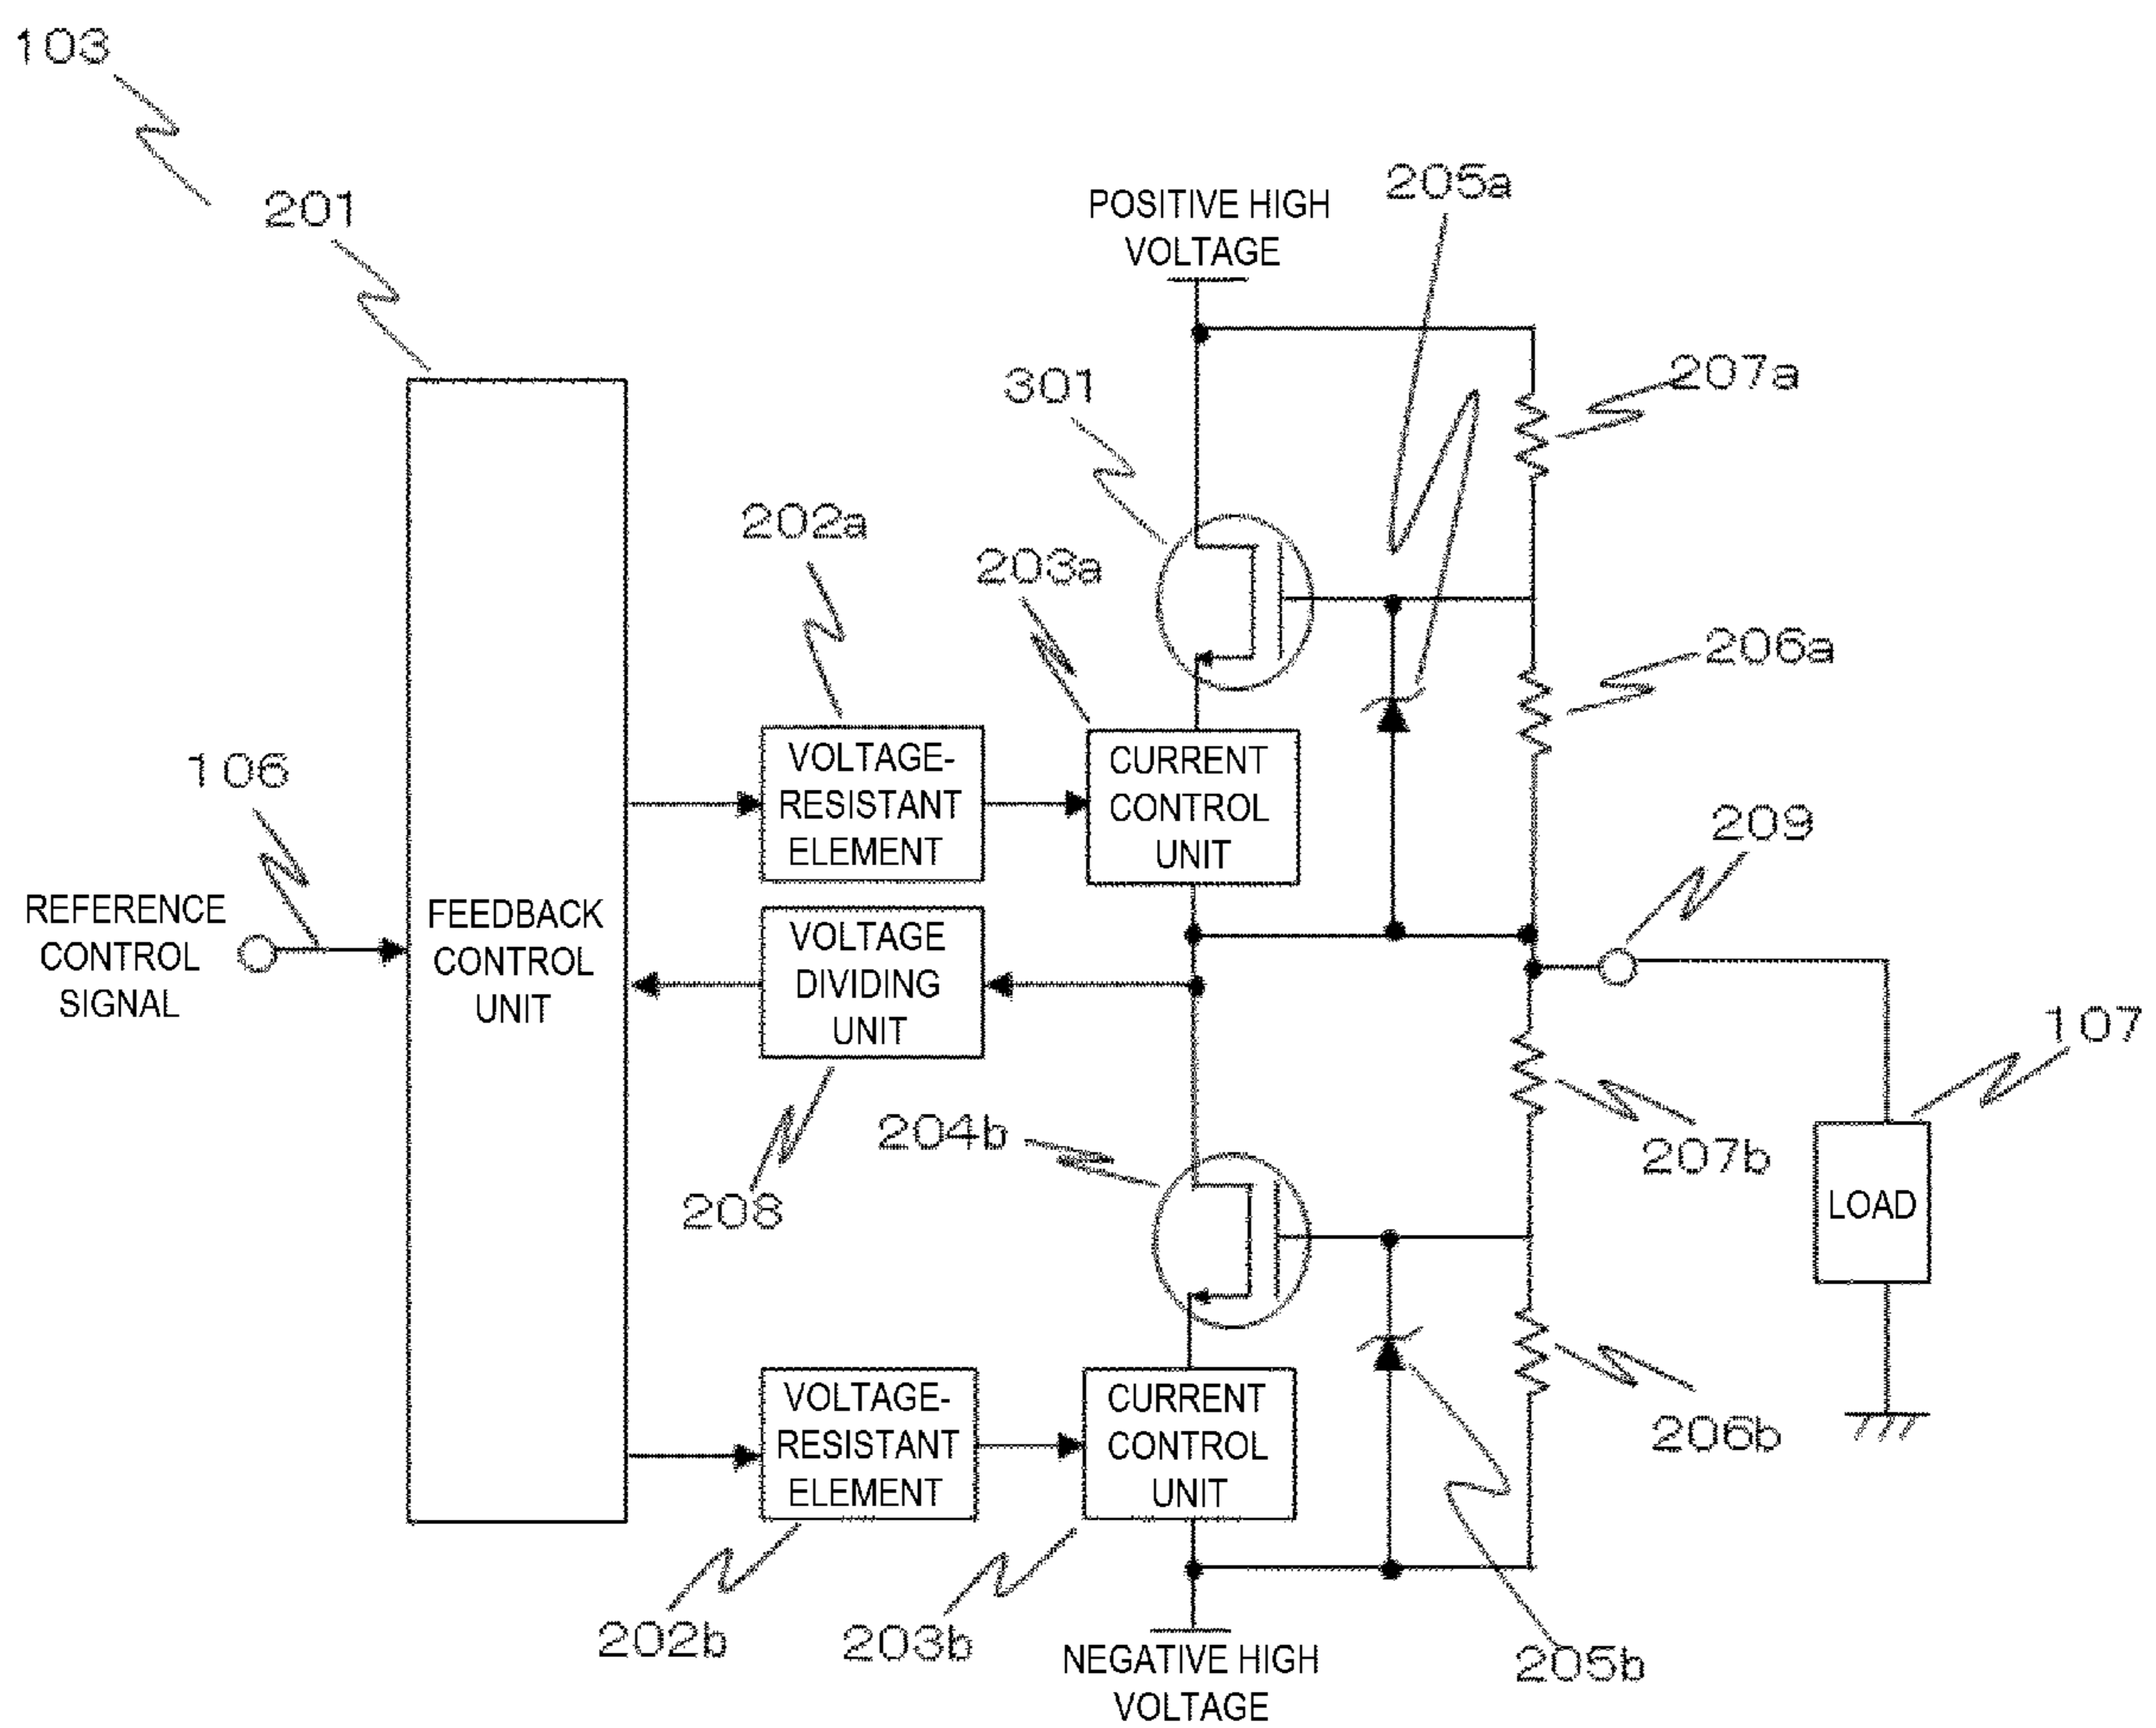 103
201
POSITIVE HIGH
VOLTAGE
205a
301
207a
202a
203a
206a
106
VOLTAGE-
RESISTANT
ELEMENT
CURRENT
CONTROL
UNIT
209
REFERENCE
CONTROL
SIGNAL
FEEDBACK
CONTROL
UNIT
VOLTAGE
DIVIDING
UNIT
107
204b
207b
208
LOAD
VOLTAGE-
RESISTANT
ELEMENT
CURRENT
CONTROL
UNIT
206b
202b
203b
NEGATIVE HIGH
VOLTAGE
205b